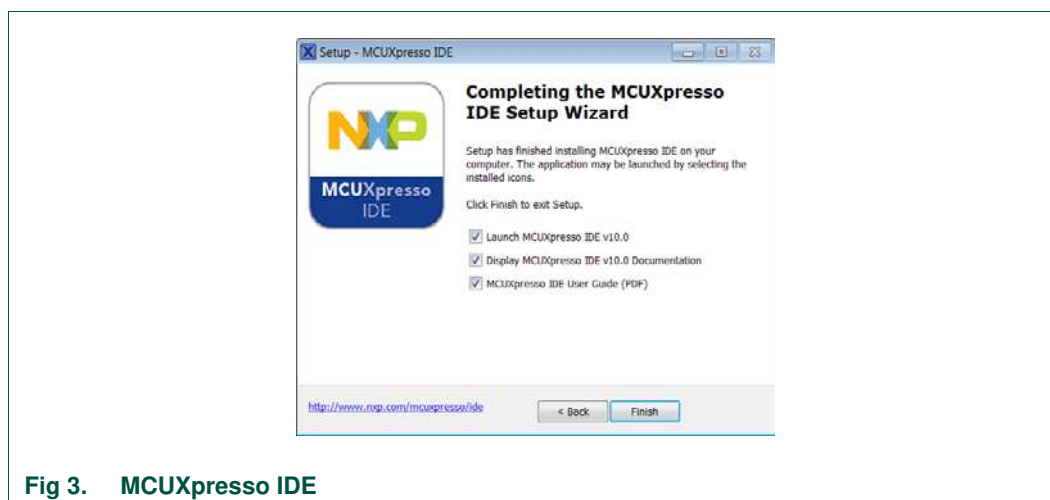 Setup - MCUXpresso IDE
NXP
MCUXpresso
IDE
Completing the MCUXpresso
IDE Setup Wizard
Setup has finished installing MCUXpresso IDE on your
computer. The application may be launched by selecting the
installed icons.
Click Finish to exit Setup.
Launch MCUXpresso IDE v10.0
Display MCUXpresso IDE v10.0 Documentation
MCUXpresso IDE User Guide (PDF)
http://www.nxp.com/mcuxpresso/ide
< Back
Finish
Fig 3. MCUXpresso IDE